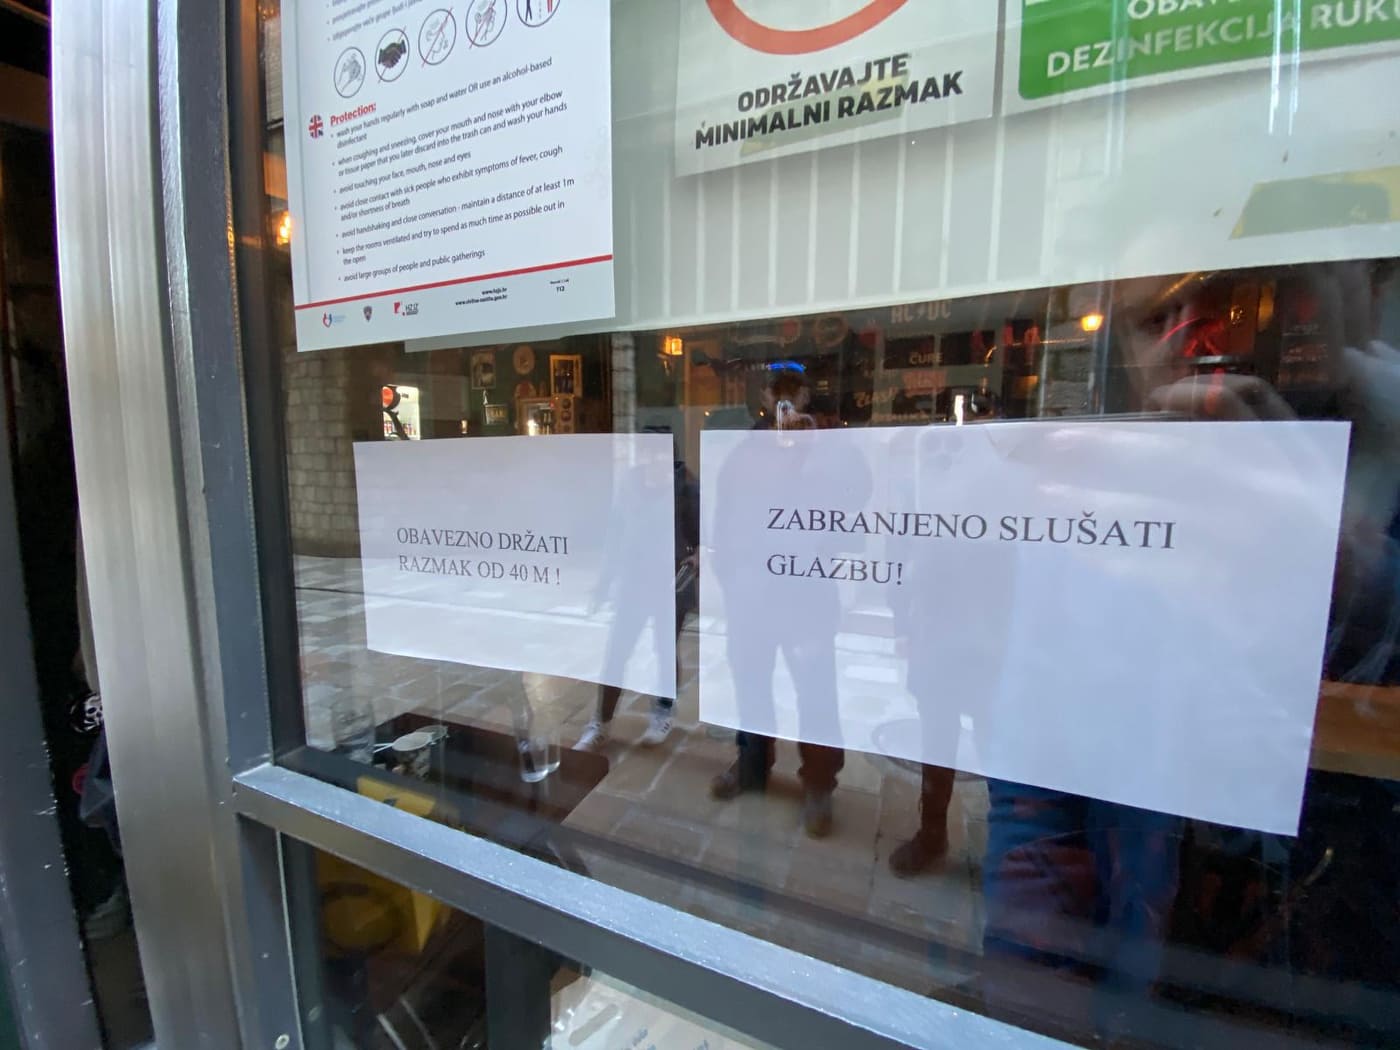 Protection:
• wash your hands regularly with soap and water OR use an alcohol-based
disinfectant
• when coughing and sneezing, cover your mouth and nose with your elbow
or tissue paper that you later discard into the trash can and wash your hands
• avoid touching your face, mouth, nose and eyes
• avoid close contact with sick people who exhibit symptoms of fever, cough
and/or shortness of breath
• avoid handshaking and close conversation - maintain a distance of at least 1m
• keep the rooms ventilated and try to spend as much time as possible out in
the open
• avoid large groups of people and public gatherings
112
ODRŽAVAJTE
MINIMALNI RAZMAK
DEZINFEKCIJA RUK
AC DC
CURE
OBAVEZNO DRŽATI
RAZMAK OD 40 M !
ZABRANJENO SLUŠATI
GLAZBU!